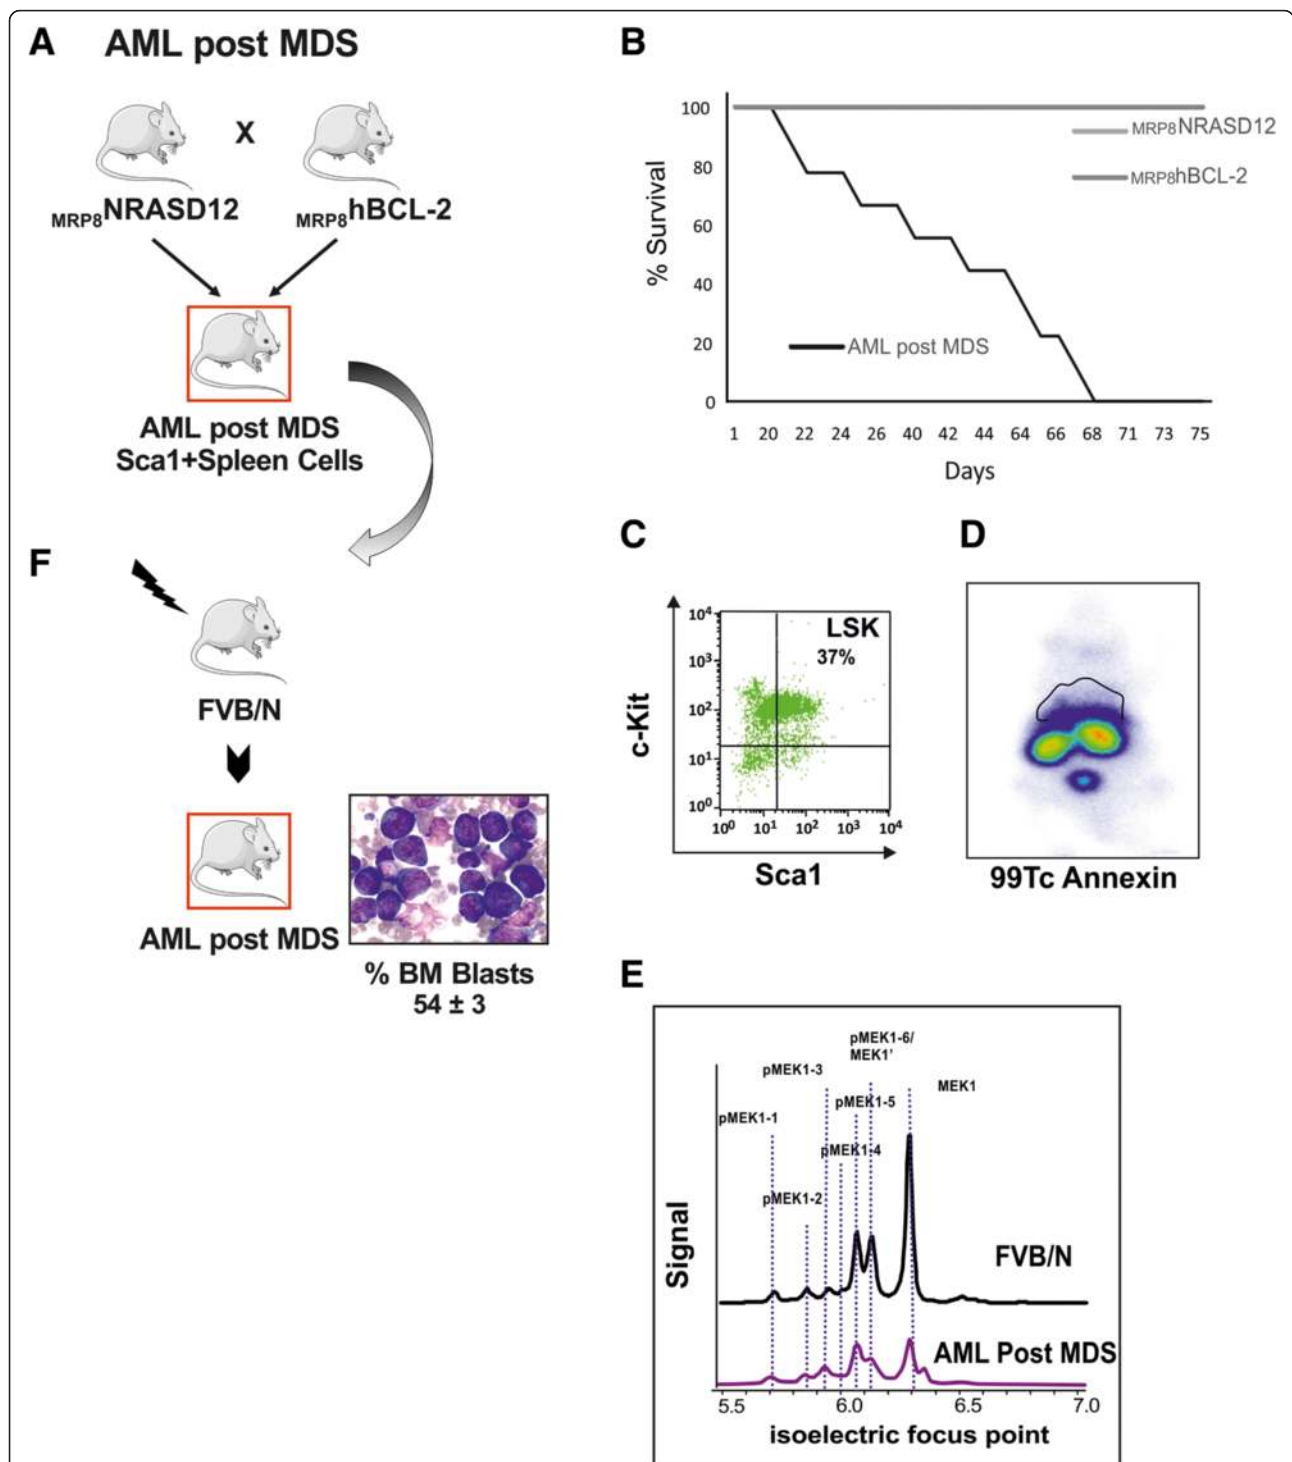 A AML post MDS
X
MRP8NRASD12
MRP8hBCL-2
AML post MDS
Sca1+Spleen Cells
F
FVB/N
AML post MDS
% BM Blasts
54 ± 3
B
% Survival
100
80
60
40
20
0
MRP8NRASD12
MRP8hBCL-2
AML post MDS
1 20 22 24 26 40 42 44 64 66 68 71 73 75
Days
C
c-Kit
10⁴
10³
10²
10¹
10⁰
LSK
37%
10⁰ 10¹ 10² 10³ 10⁴
Sca1
D
99Tc Annexin
E
Signal
pMEK1-6/
MEK1'
pMEK1-3
MEK1
pMEK1-5
pMEK1-1
pMEK1-4
pMEK1-2
FVB/N
AML Post MDS
5.5 6.0 6.5 7.0
isoelectric focus point